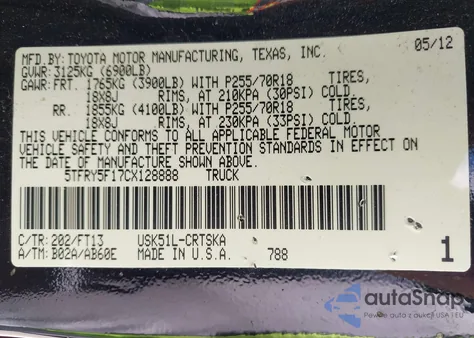 MFD.BY: TOYOTA MOTOR MANUFACTURING, TEXAS, INC. 05/12
GVWR: 3125KG (6900LB)
GAWR: FRT. 1765KG (3900LB) WITH P255/70R18 TIRES,
18X8J RIMS, AT 210KPA (30PSI) COLD.
RR. 1855KG (4100LB) WITH P255/70R18 TIRES,
18X8J RIMS, AT 230KPA (33PSI) COLD.
THIS VEHICLE CONFORMS TO ALL APPLICABLE FEDERAL MOTOR
VEHICLE SAFETY AND THEFT PREVENTION STANDARDS IN EFFECT ON
THE DATE OF MANUFACTURE SHOWN ABOVE.
5TFRY5F17CX128888 TRUCK
C/TR: 202/FT13 USK51L-CRTSKA
A/TM: B02A/AB60E MADE IN U.S.A. 788 1
autoSnap
Pewne auto z USA i EU